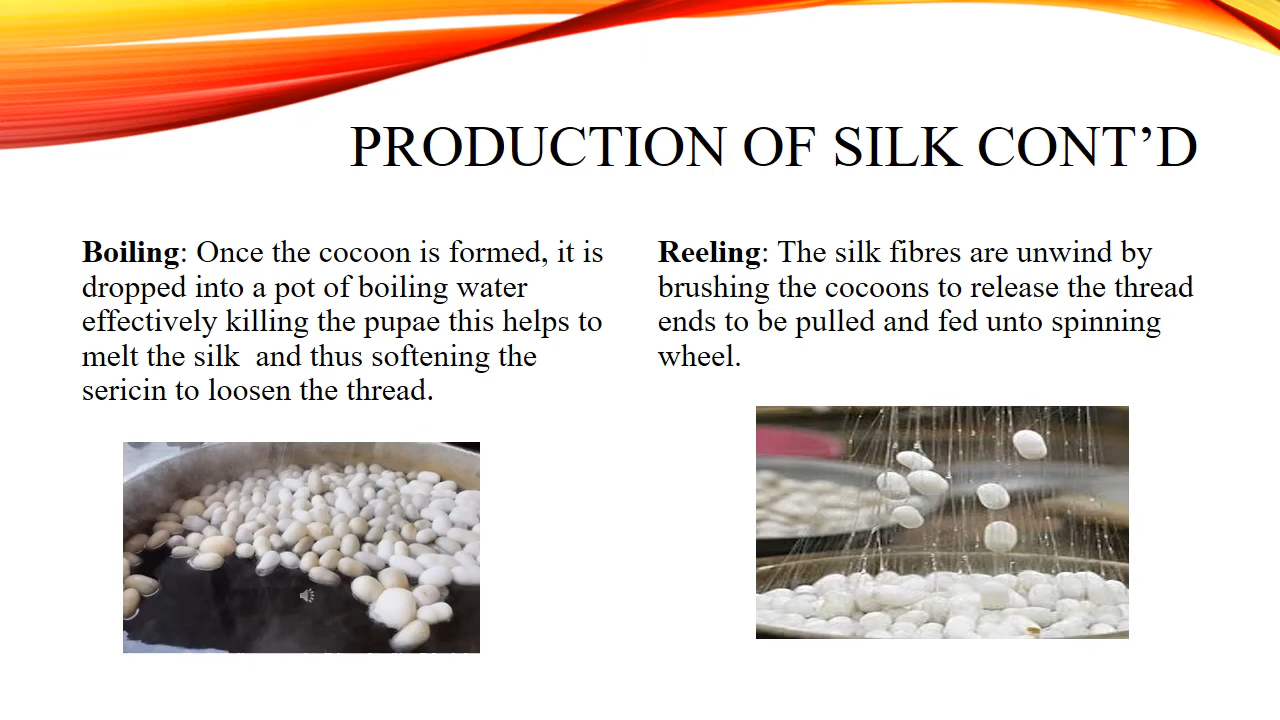 PRODUCTION OF SILK CONT’D
Boiling: Once the cocoon is formed, it is
dropped into a pot of boiling water
effectively killing the pupae this helps to
melt the silk  and thus softening the
sericin to loosen the thread.
Reeling: The silk fibres are unwind by
brushing the cocoons to release the thread
ends to be pulled and fed unto spinning
wheel.